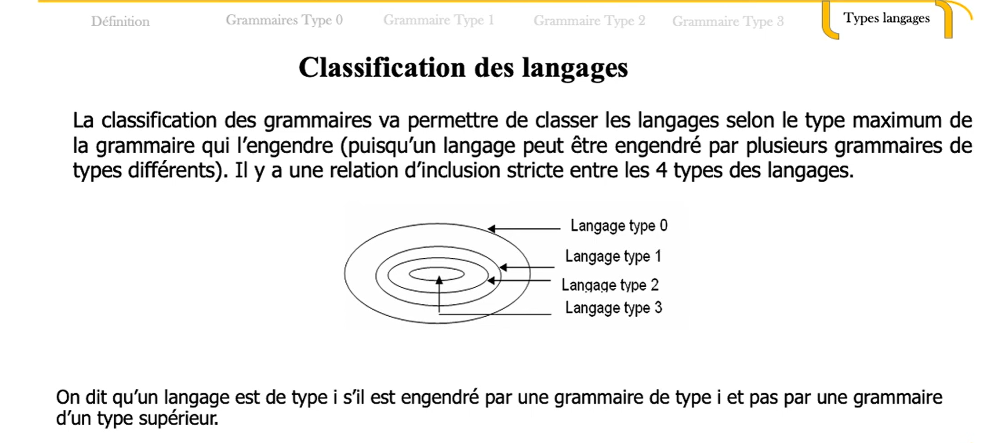 Définition Grammaires Type 0 Grammaire Type 1 Grammaire Type 2 Grammaire Type 3 Types langages
Classification des langages
La classification des grammaires va permettre de classer les langages selon le type maximum de
la grammaire qui l’engendre (puisqu’un langage peut être engendré par plusieurs grammaires de
types différents). Il y a une relation d’inclusion stricte entre les 4 types des langages.
Langage type 0
Langage type 1
Langage type 2
Langage type 3
On dit qu’un langage est de type i s’il est engendré par une grammaire de type i et pas par une grammaire
d’un type supérieur.